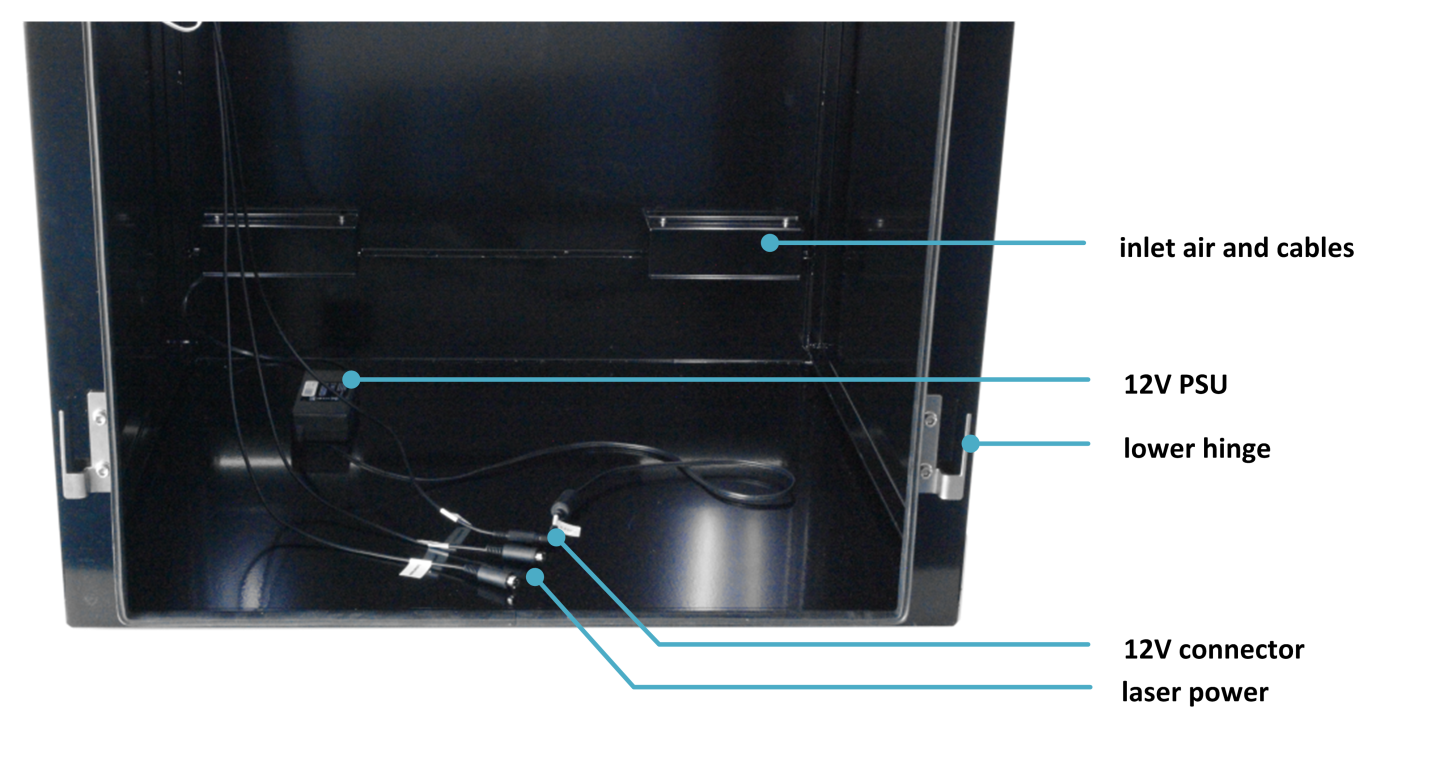 inlet air and cables
12V PSU
lower hinge
12V connector
laser power